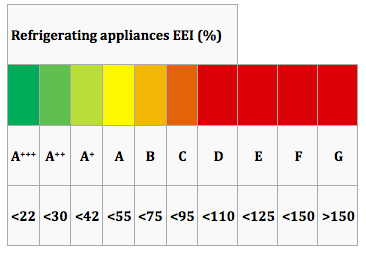 Refrigerating appliances EEI (%)
A+++ A++ A+ A B C D E F G
<22 <30 <42 <55 <75 <95 <110 <125 <150 >150